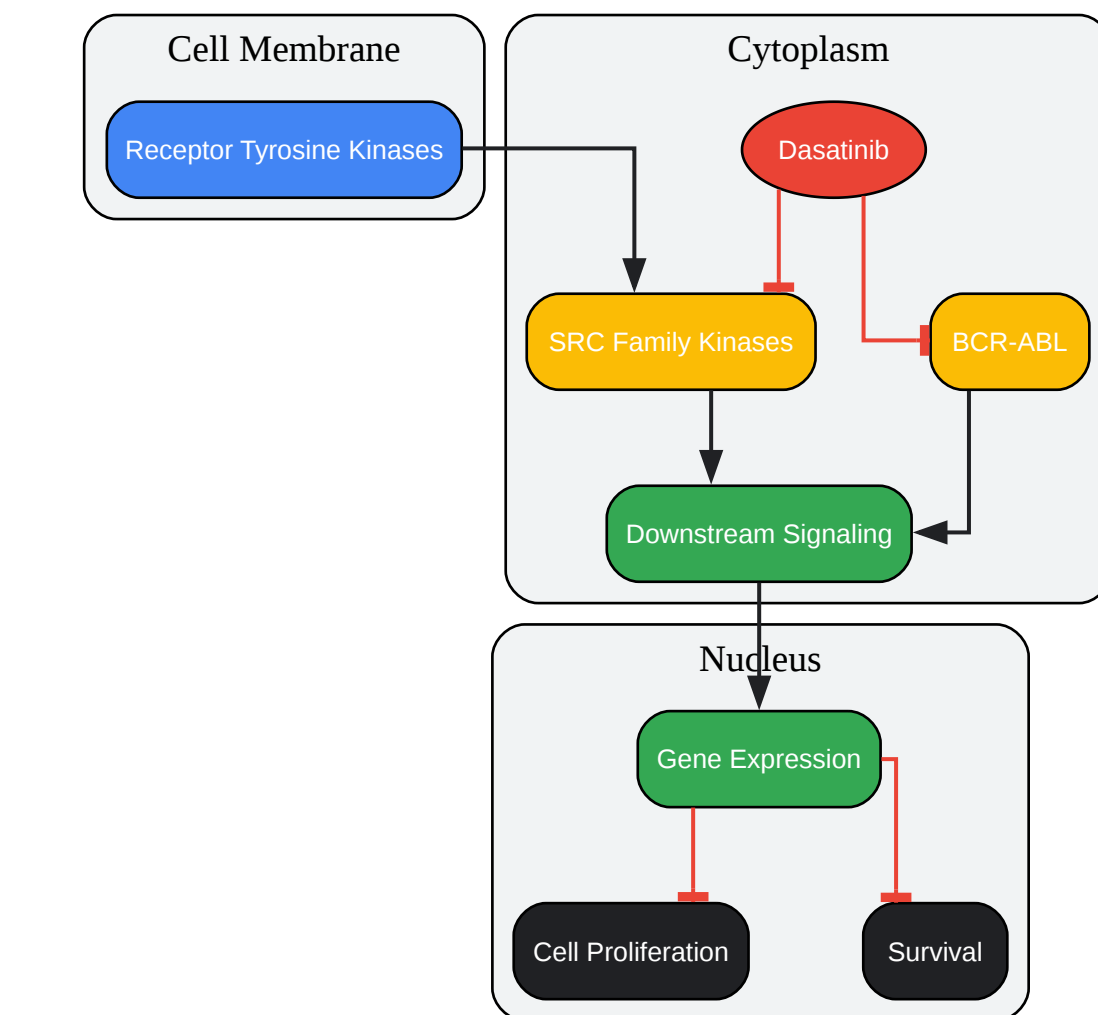 Cell Membrane
Cytoplasm
Receptor Tyrosine Kinases
Dasatinib
SRC Family Kinases
BCR-ABL
Downstream Signaling
Nucleus
Gene Expression
Cell Proliferation
Survival